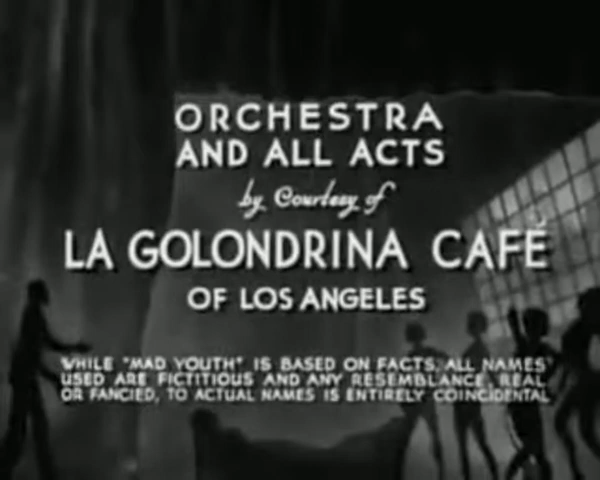 ORCHESTRA
AND ALL ACTS
by Courtesy of
LA GOLONDRINA CAFÉ
OF LOS ANGELES
WHILE "MAD YOUTH" IS BASED ON FACTS, ALL NAMES
USED ARE FICTITIOUS AND ANY RESEMBLANCE, REAL
OR FANCIED, TO ACTUAL NAMES IS ENTIRELY COINCIDENTAL